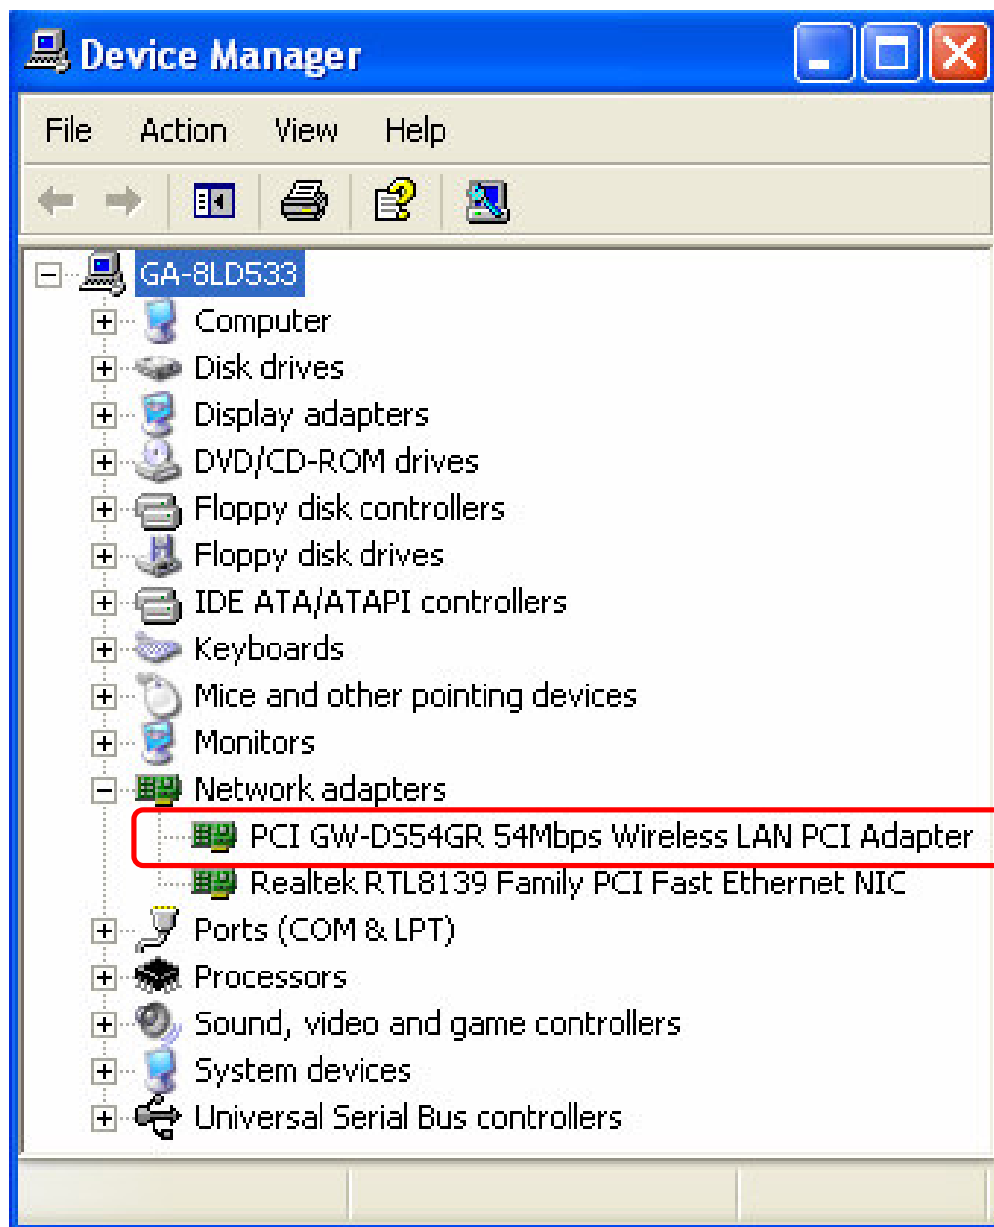 Device Manager
File Action View Help
GA-8LD533
Computer
Disk drives
Display adapters
DVD/CD-ROM drives
Floppy disk controllers
Floppy disk drives
IDE ATA/ATAPI controllers
Keyboards
Mice and other pointing devices
Monitors
Network adapters
PCI GW-DS54GR 54Mbps Wireless LAN PCI Adapter
Realtek RTL8139 Family PCI Fast Ethernet NIC
Ports (COM & LPT)
Processors
Sound, video and game controllers
System devices
Universal Serial Bus controllers